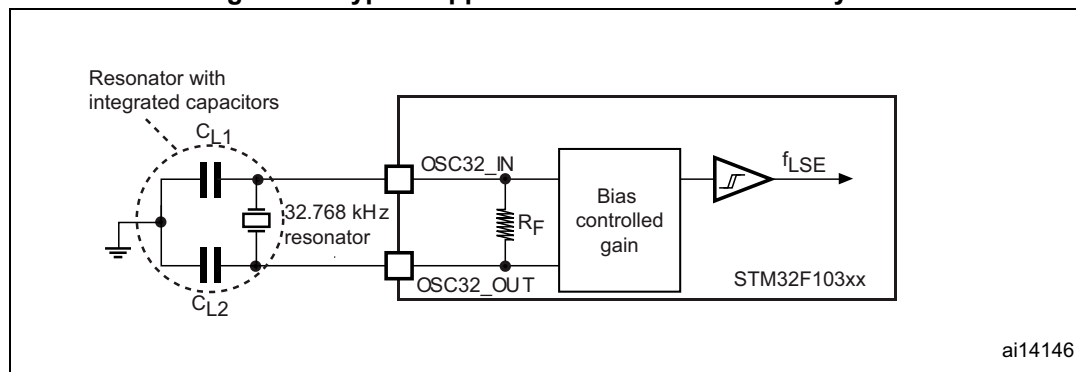 Resonator with
integrated capacitors
CL1
OSC32_IN
fLSE
32.768 kHz
resonator
RF
Bias
controlled
gain
OSC32_OUT
STM32F103xx
CL2
ai14146